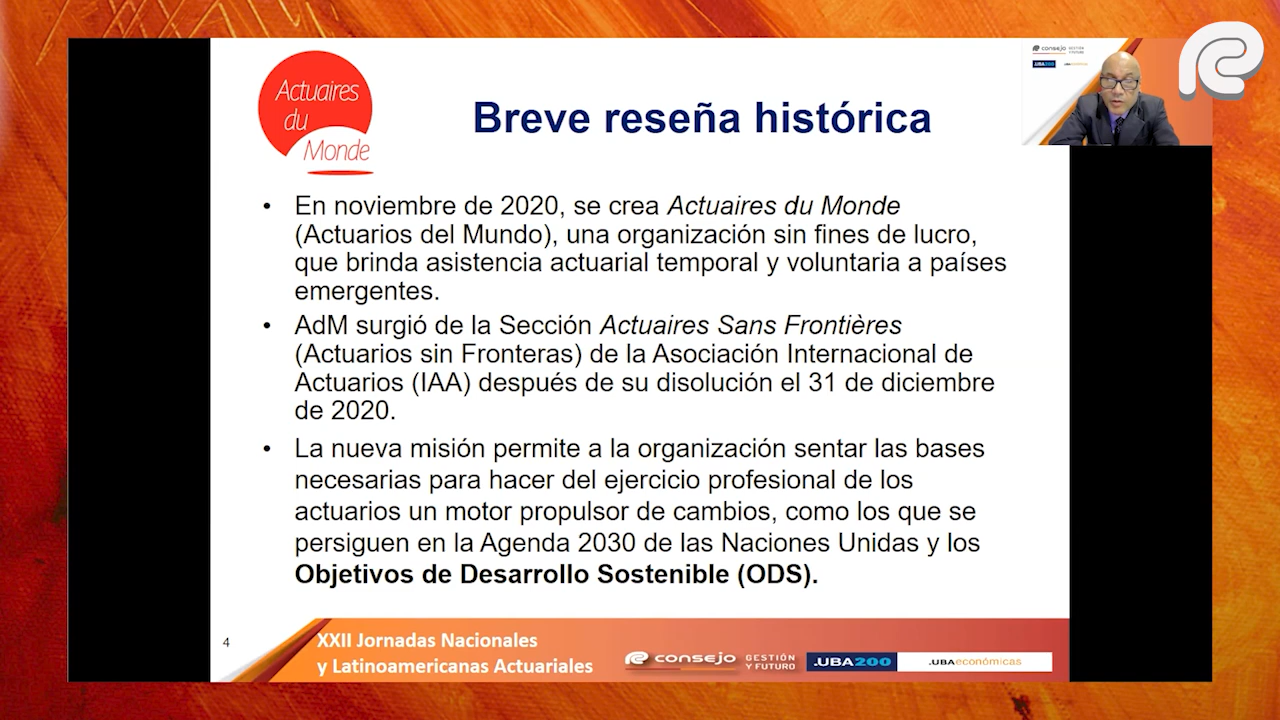 Actuaires
du
Monde
Breve reseña histórica
consejo GESTIÓN
Y FUTURO
.UBA200
• En noviembre de 2020, se crea Actuaires du Monde
(Actuarios del Mundo), una organización sin fines de lucro,
que brinda asistencia actuarial temporal y voluntaria a países
emergentes.
• AdM surgió de la Sección Actuaires Sans Frontières
(Actuarios sin Fronteras) de la Asociación Internacional de
Actuarios (IAA) después de su disolución el 31 de diciembre
de 2020.
• La nueva misión permite a la organización sentar las bases
necesarias para hacer del ejercicio profesional de los
actuarios un motor propulsor de cambios, como los que se
persiguen en la Agenda 2030 de las Naciones Unidas y los
Objetivos de Desarrollo Sostenible (ODS).
4
XXII Jornadas Nacionales
y Latinoamericanas Actuariales
consejo GESTIÓN
Y FUTURO
.UBA200
.UBAeconómicas